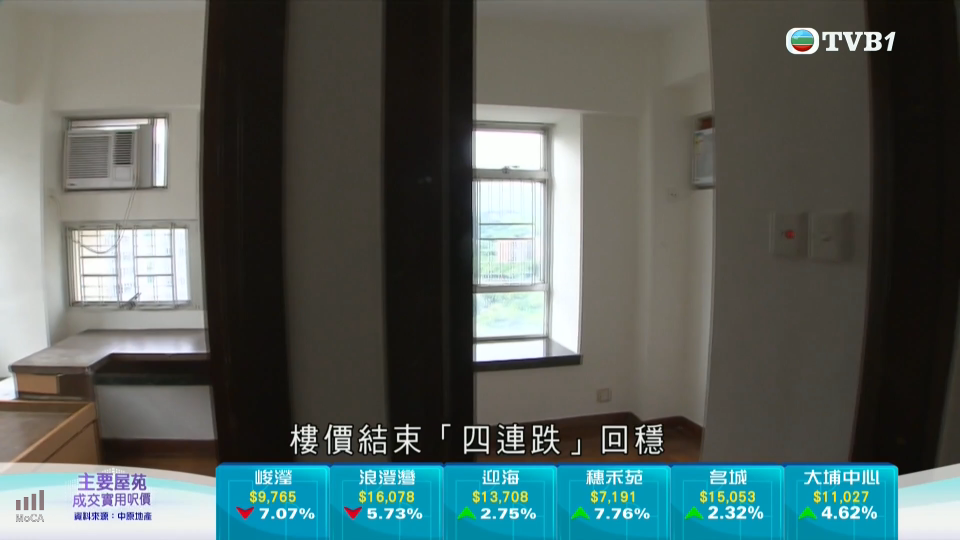 TVB1
樓價結束「四連跌」回穩
主要屋苑
成交實用呎價
資料來源：中原地產
MoCA
峻瀅
$9,765
7.07%
浪澄灣
$16,078
5.73%
迎海
$13,708
2.75%
穗禾苑
$7,191
7.76%
名城
$15,053
2.32%
大埔中心
$11,027
4.62%